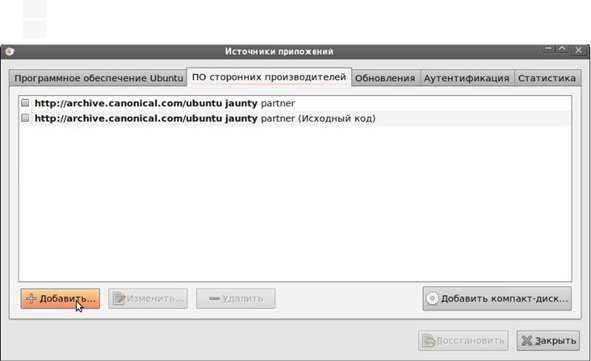 Источники приложений
Программное обеспечение Ubuntu ПО сторонних производителей Обновления Аутентификация Статистика
http://archive.canonical.com/ubuntu jaunty partner
http://archive.canonical.com/ubuntu jaunty partner (Исходный код)
Добавить... Изменить... Удалить Добавить компакт-диск...
Восстановить Закрыть